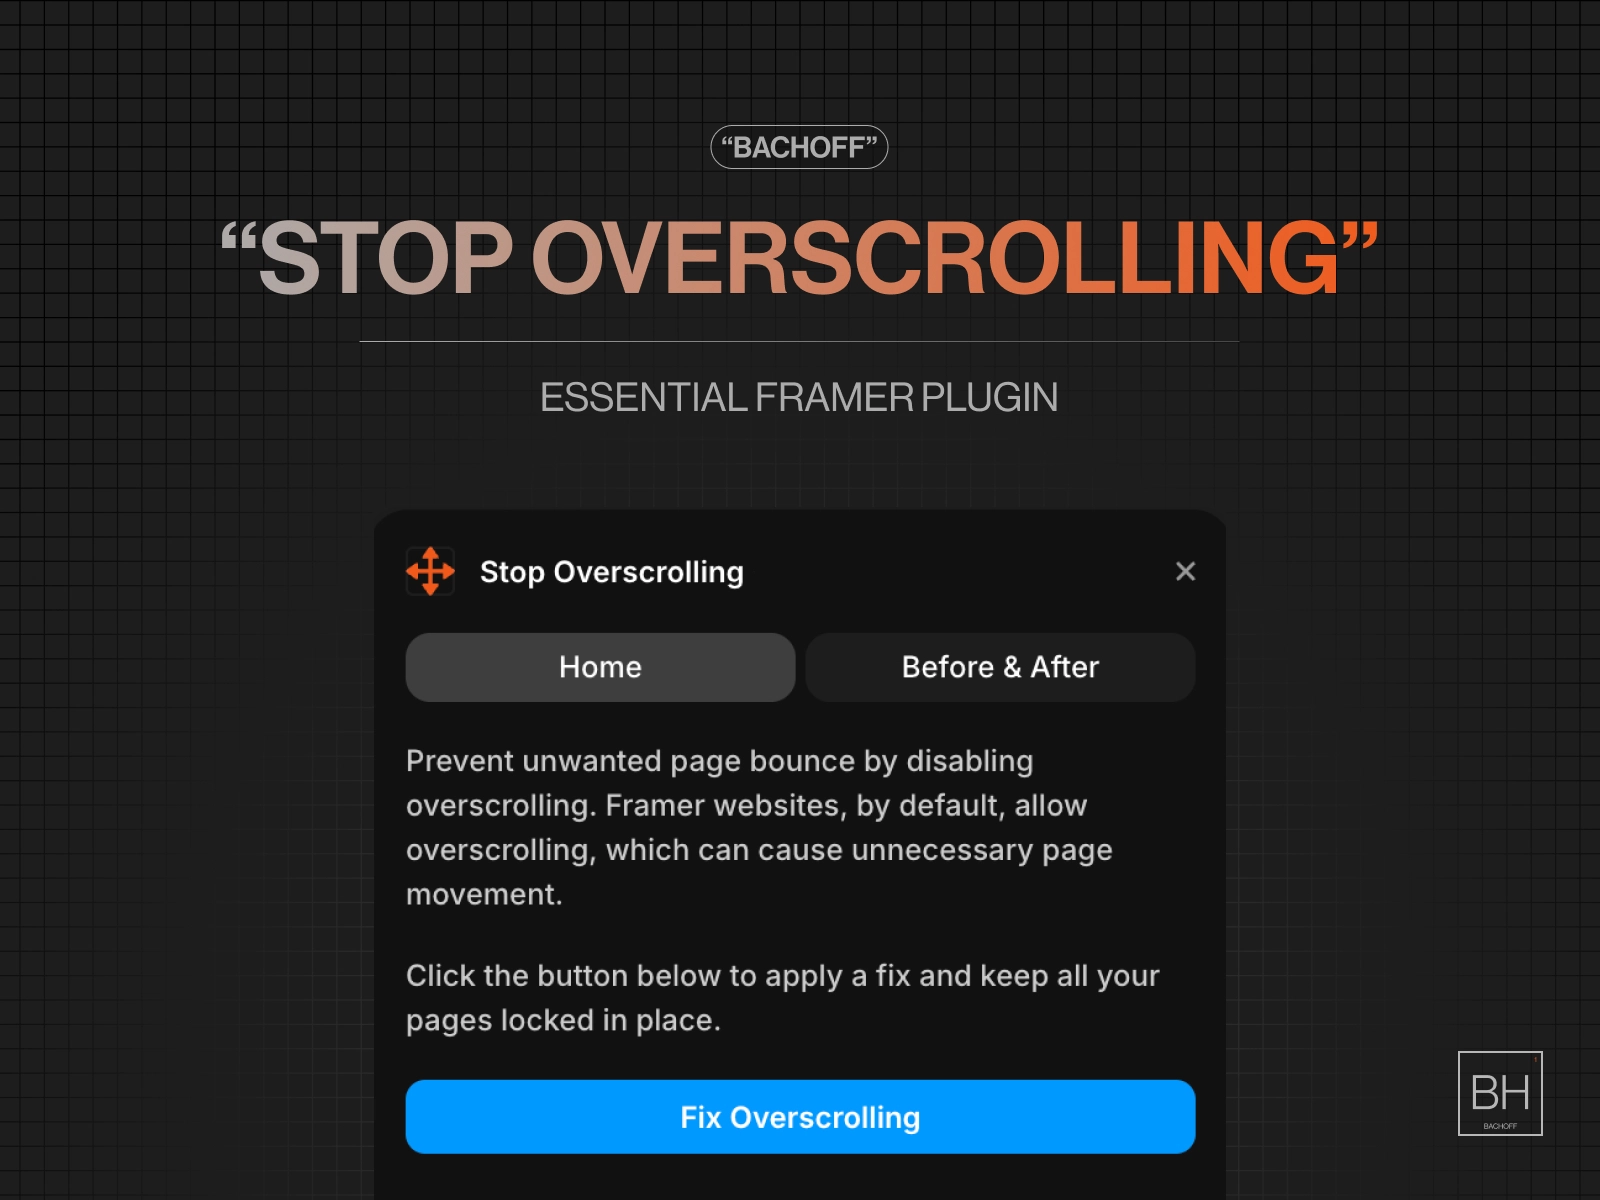 “BACHOFF”
“STOP OVERSCROLLING”
ESSENTIAL FRAMER PLUGIN
Stop Overscrolling
Home
Before & After
Prevent unwanted page bounce by disabling
overscrolling. Framer websites, by default, allow
overscrolling, which can cause unnecessary page
movement.
Click the button below to apply a fix and keep all your
pages locked in place.
Fix Overscrolling
BH
BACHOFF